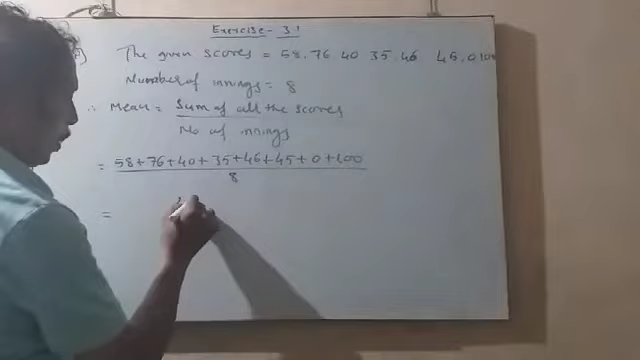 Exercise - 3.1
The given scores = 58, 76 40 35, 46 45, 0 100
Number of innings = 8
∴ Mean = Sum of all the scores
No of innings
= 58+76+40+35+46+45+0+100
8
=